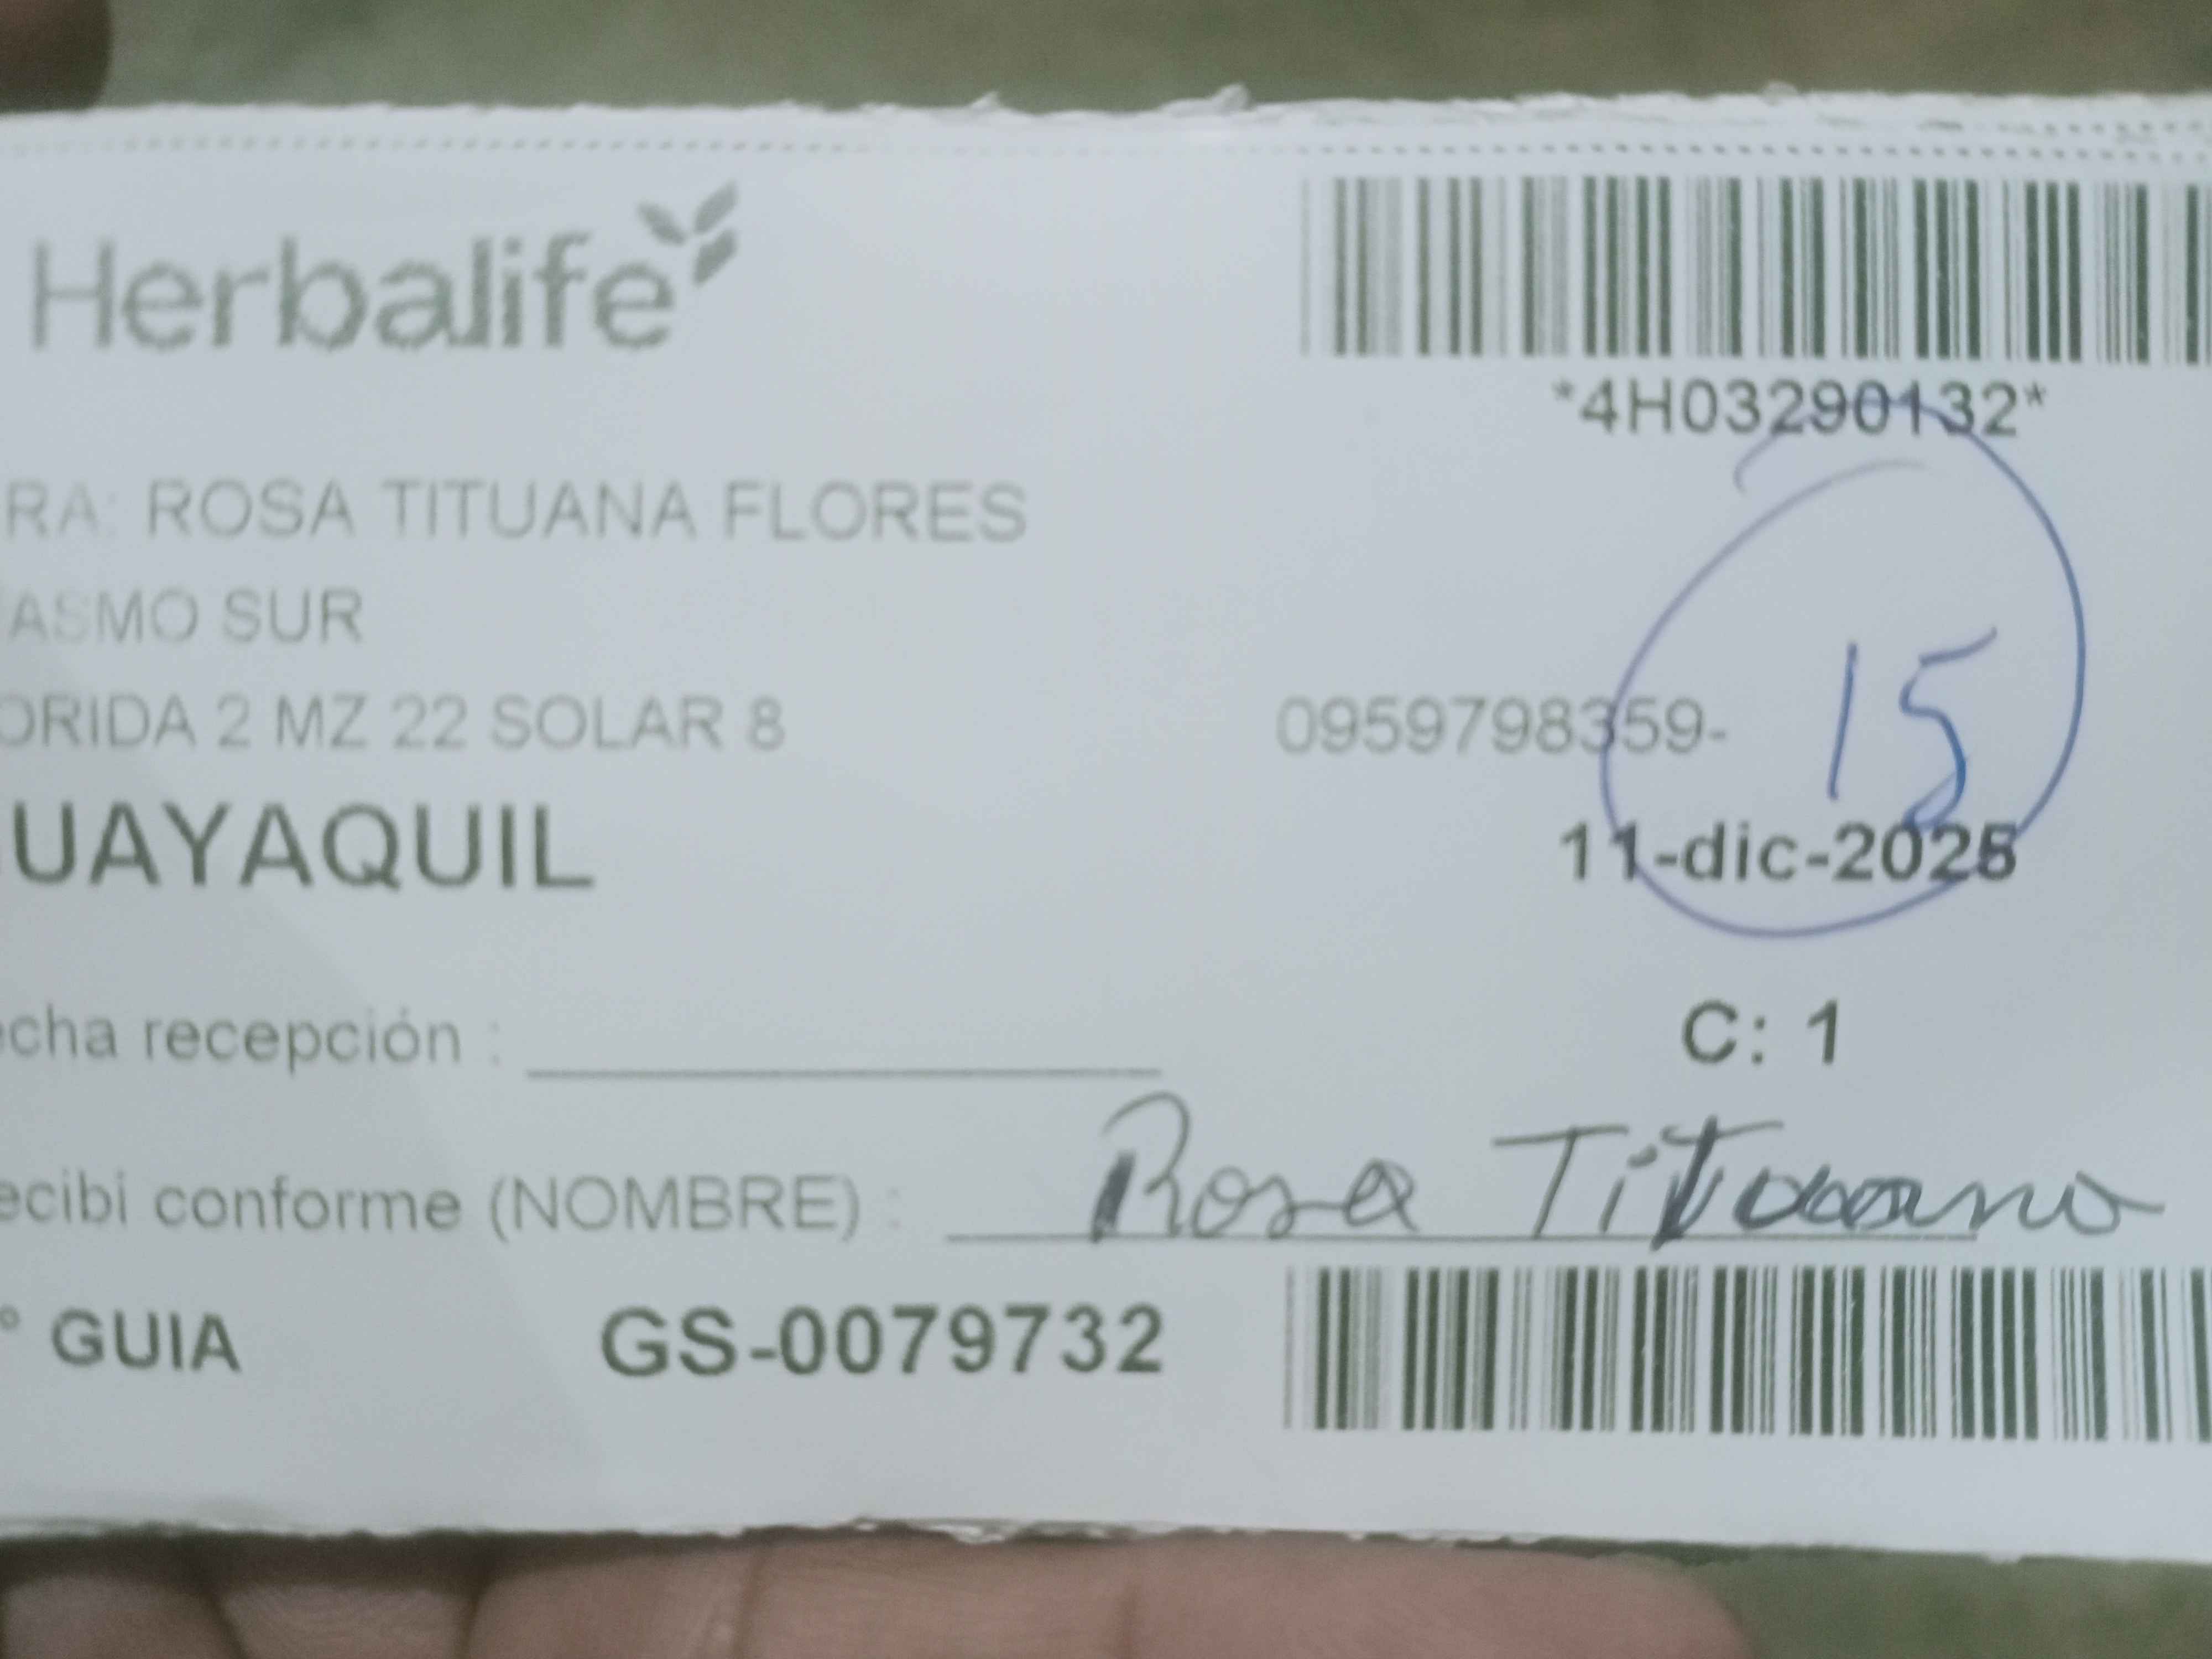 Herbalife
*4H03290132*
RA: ROSA TITUANA FLORES
ASMO SUR
ORIDA 2 MZ 22 SOLAR 8 0959798359-
15
UAYAQUIL 11-dic-2025
echa recepción :
C: 1
ecibi conforme (NOMBRE) : Rosa Tituana
° GUIA GS-0079732